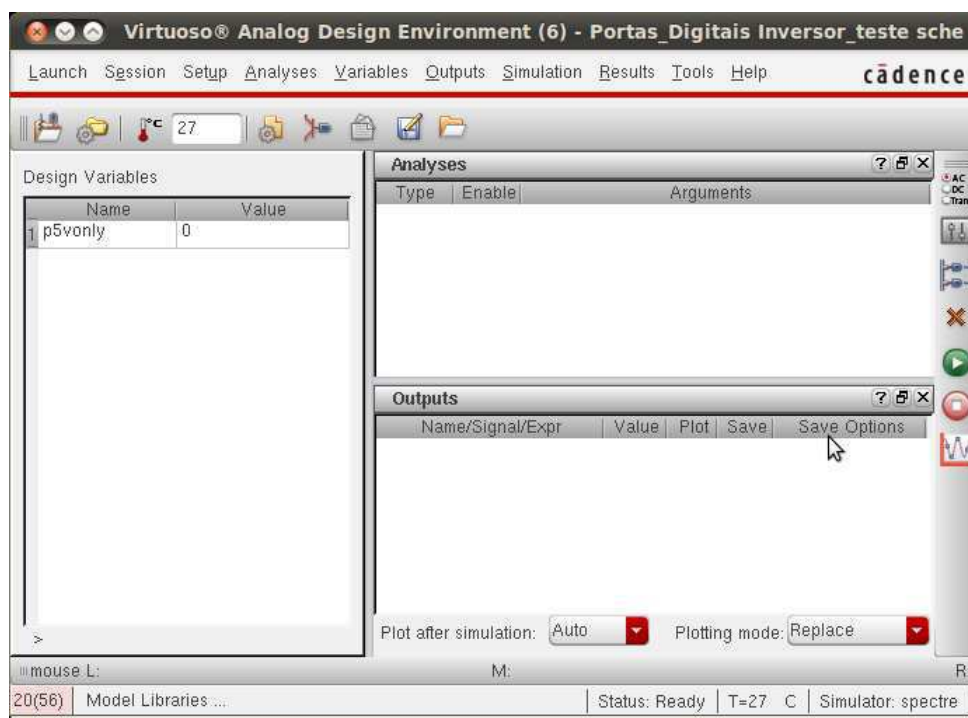 Virtuoso® Analog Design Environment (6) - Portas_Digitais Inversor_teste sche
Launch Session Setup Analyses Variables Outputs Simulation Results Tools Help cādence
°C 27
Design Variables
Name Value
1 p5vonly 0
>
Analyses
Type Enable Arguments
AC
DC
Tran
Outputs
Name/Signal/Expr Value Plot Save Save Options
Plot after simulation: Auto Plotting mode: Replace
mouse L: M: R
20(56) Model Libraries ... Status: Ready T=27 C Simulator: spectre